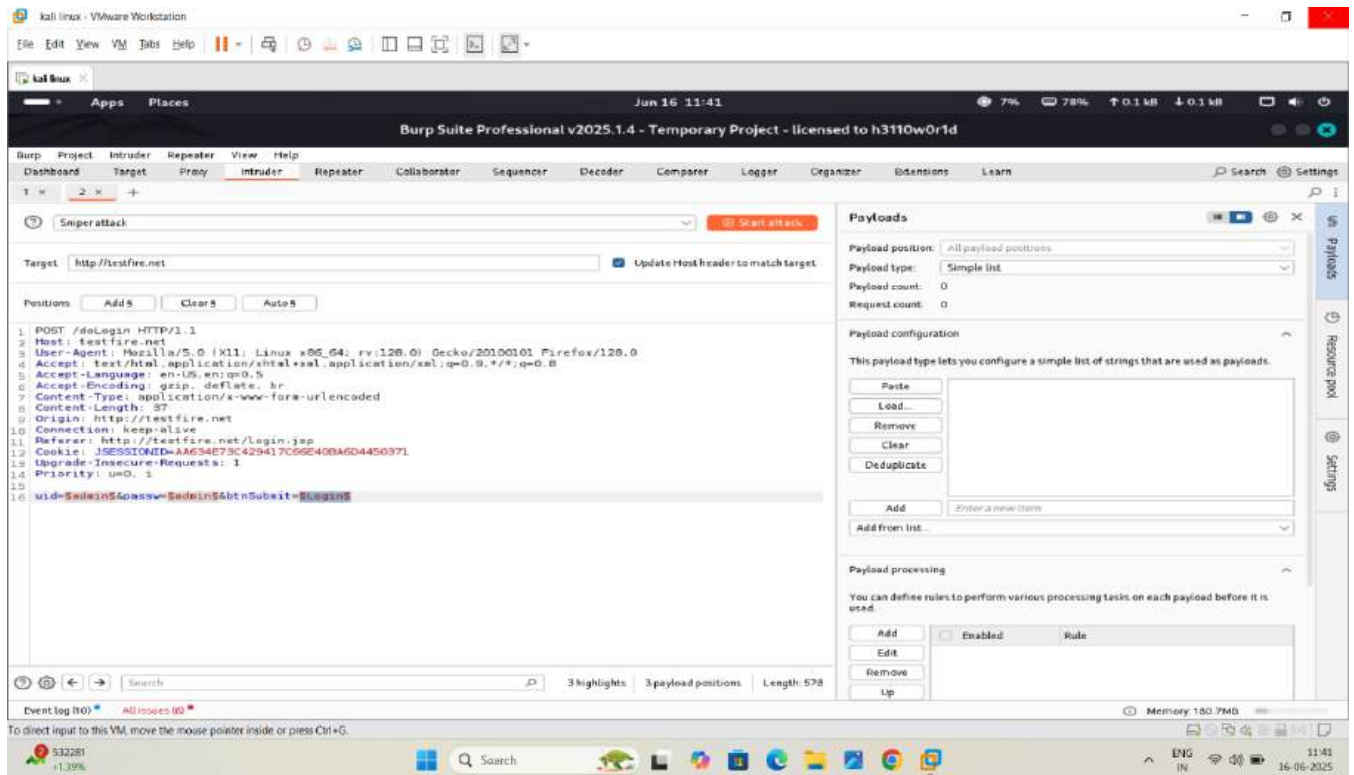 kali linux - VMware Workstation
File Edit View VM Tabs Help
kali linux
Apps Places Jun 16 11:41 7% 78% ↑ 0.1 kB ↓ 0.1 kB
Burp Suite Professional v2025.1.4 - Temporary Project - licensed to h3110w0r1d
Burp Project Intruder Repeater View Help
Dashboard Target Proxy Intruder Repeater Collaborator Sequencer Decoder Comparer Logger Organizer Extensions Learn Search Settings
1 × 2 × +
Sniper attack Start attack
Target http://testfire.net Update Host header to match target
Positions Add § Clear § Auto §
1 POST /doLogin HTTP/1.1
2 Host: testfire.net
3 User-Agent: Mozilla/5.0 (X11; Linux x86_64; rv:128.0) Gecko/20100101 Firefox/128.0
4 Accept: text/html,application/xhtml+xml,application/xml;q=0.9,*/*;q=0.8
5 Accept-Language: en-US,en;q=0.5
6 Accept-Encoding: gzip, deflate, br
7 Content-Type: application/x-www-form-urlencoded
8 Content-Length: 37
9 Origin: http://testfire.net
10 Connection: keep-alive
11 Referer: http://testfire.net/login.jsp
12 Cookie: JSESSIONID=AA634E73C429417C66E40BA6D4450371
13 Upgrade-Insecure-Requests: 1
14 Priority: u=0, i
15
16 uid=§admin§&passw=§admin§&btnSubmit=§Login§
Search 3 highlights 3 payload positions Length: 578
Payloads
Payload position: All payload positions
Payload type: Simple list
Payload count: 0
Request count: 0
Payload configuration
This payload type lets you configure a simple list of strings that are used as payloads.
Paste
Load...
Remove
Clear
Deduplicate
Add Enter a new item
Add from list...
Payload processing
You can define rules to perform various processing tasks on each payload before it is used.
Add Enabled Rule
Edit
Remove
Up
Payloads
Resource pool
Settings
Event log (10) All issues Memory: 180.7MB
To direct input to this VM, move the mouse pointer inside or press Ctrl+G.
2 532281 +1.39% Search ENG IN 11:41 16-06-2025